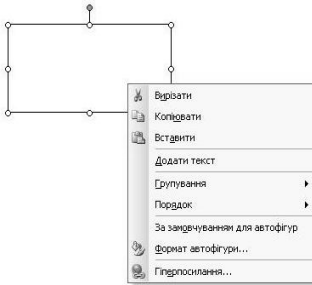 Вирізати
Копіювати
Вставити
Додати текст
Групування
Порядок
За замовчуванням для автофігур
Формат автофігури...
Гіперпосилання...